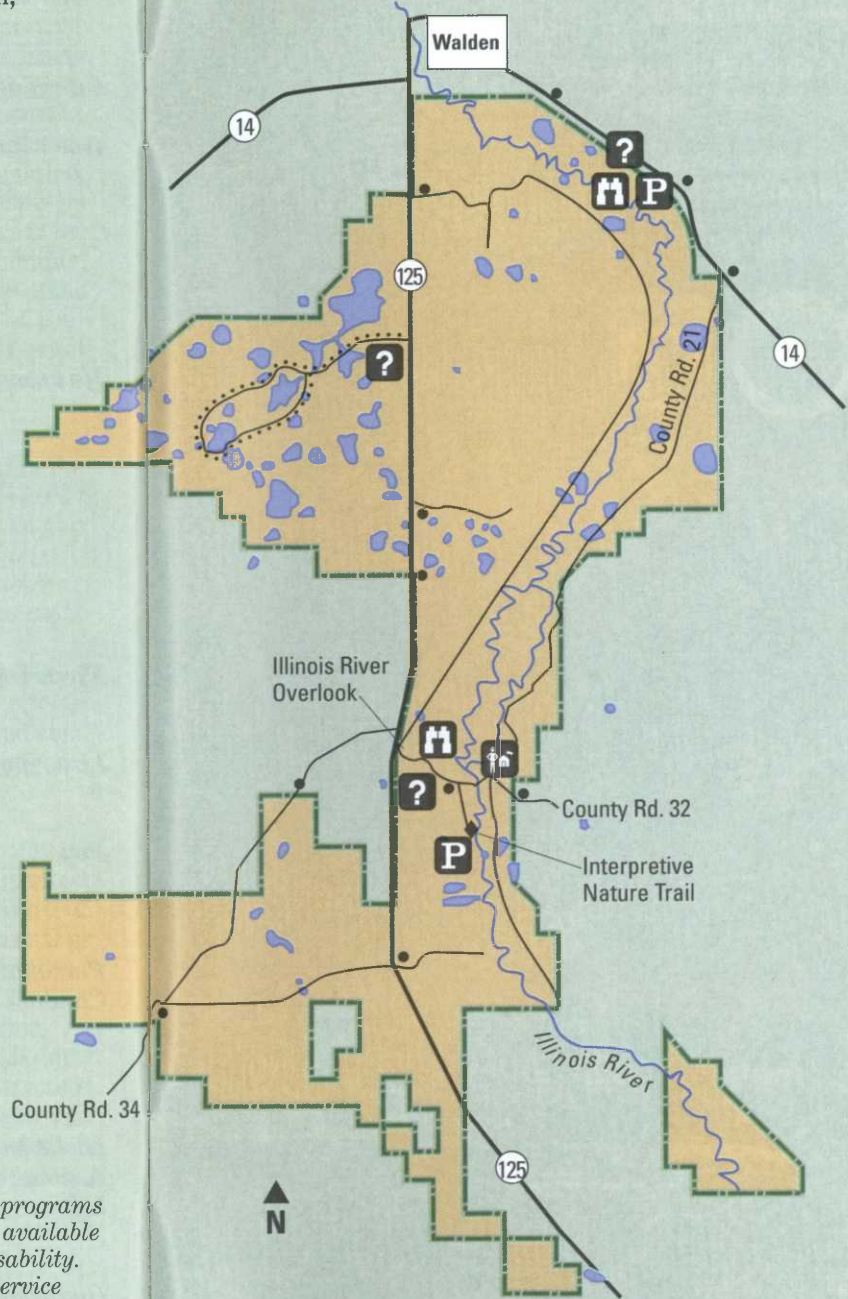 Walden
14
?
P
125
14
County Rd. 21
?
Illinois River
Overlook
?
County Rd. 32
P
Interpretive
Nature Trail
Illinois River
County Rd. 34
125
N
programs
available
sability.
ervice